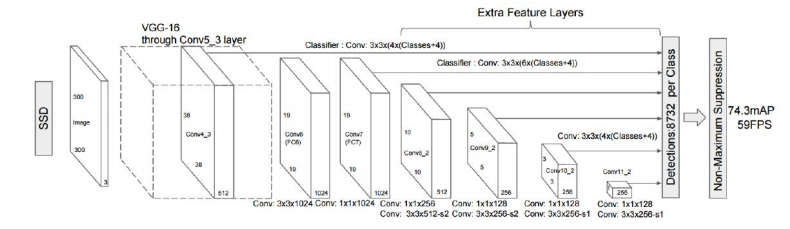 Extra Feature Layers
VGG-16
through Conv5_3 layer
Classifier : Conv: 3x3x(4x(Classes+4))
Classifier : Conv: 3x3x(6x(Classes+4))
SSD
300
Image
300
3
38
Conv4_3
38
512
19
Conv6
(FC6)
19
1024
19
Conv7
(FC7)
19
1024
10
Conv8_2
10
512
5
Conv9_2
5
256
Conv: 3x3x(4x(Classes+4))
3
Conv10_2
3
256
Conv11_2
256
Detections:8732 per Class
Non-Maximum Suppression
74.3mAP
59FPS
Conv: 3x3x1024
Conv: 1x1x1024
Conv: 1x1x256
Conv: 3x3x512-s2
Conv: 1x1x128
Conv: 3x3x256-s2
Conv: 1x1x128
Conv: 3x3x256-s1
Conv: 1x1x128
Conv: 3x3x256-s1